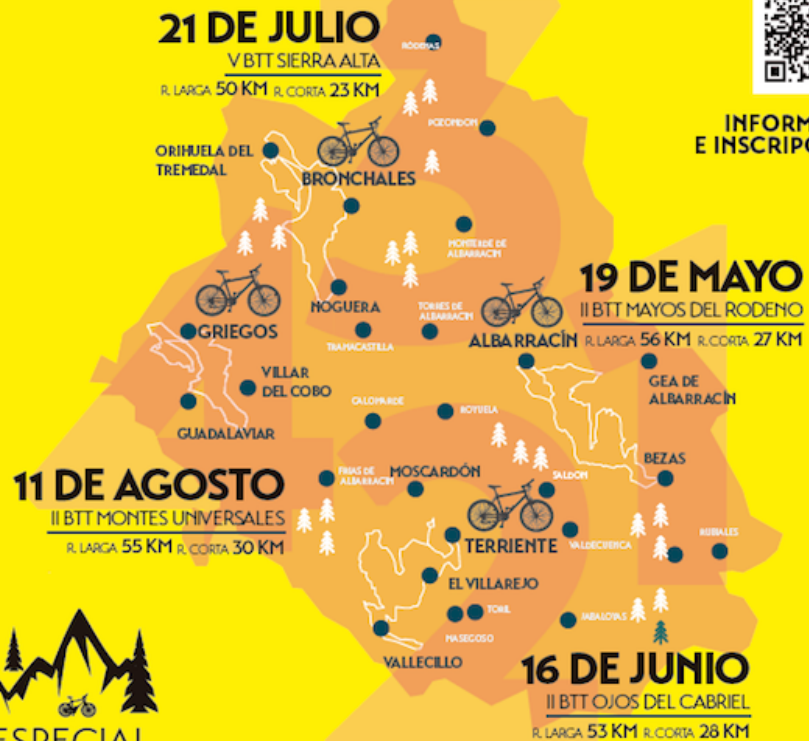 21 DE JULIO
V BTT SIERRA ALTA
R. LARGA 50 KM R. CORTA 23 KM
RÓDENAS
POZONDÓN
INFORM
E INSCRIPC
ORIHUELA DEL
TREMEDAL
BRONCHALES
MONTERDE DE
ALBARRACÍN
19 DE MAYO
II BTT MAYOS DEL RODENO
R. LARGA 56 KM R.CORTA 27 KM
NOGUERA
TORRES DE
ALBARRACÍN
GRIEGOS
TRAMACASTILLA
ALBARRACÍN
VILLAR
DEL COBO
GEA DE
ALBARRACÍN
CALOMARDE
ROYUELA
GUADALAVIAR
BEZAS
11 DE AGOSTO
II BTT MONTES UNIVERSALES
R. LARGA 55 KM R. CORTA 30 KM
FRÍAS DE
ALBARRACÍN
MOSCARDÓN
SALDÓN
TERRIENTE
VALDECUENCA
RUBIALES
EL VILLAREJO
TORIL
MASEGOSO
JABALOYAS
VALLECILLO
16 DE JUNIO
II BTT OJOS DEL CABRIEL
R. LARGA 53 KM R.CORTA 28 KM
ESPECIAL